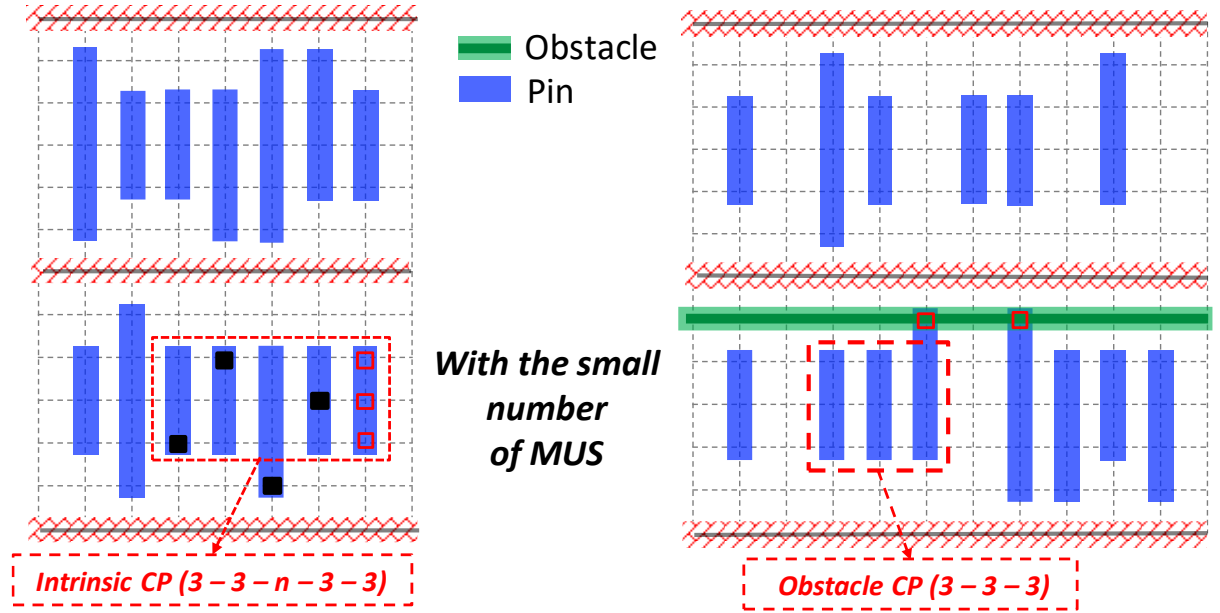 Obstacle
Pin
With the small
number
of MUS
Intrinsic CP (3 – 3 – n – 3 – 3)
Obstacle CP (3 – 3 – 3)